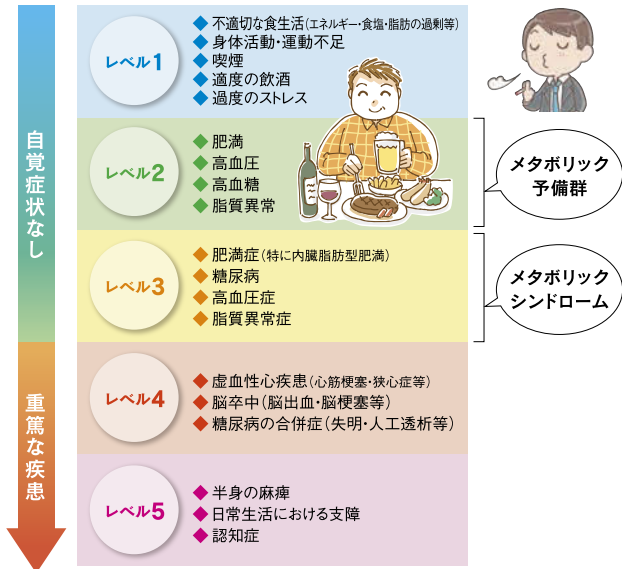 自覚症状なし
重篤な疾患
レベル1
◆不適切な食生活(エネルギー・食塩・脂肪の過剰等)
◆身体活動・運動不足
◆喫煙
◆適度の飲酒
◆過度のストレス
レベル2
◆肥満
◆高血圧
◆高血糖
◆脂質異常
メタボリック
予備群
レベル3
◆肥満症(特に内臓脂肪型肥満)
◆糖尿病
◆高血圧症
◆脂質異常症
メタボリック
シンドローム
レベル4
◆虚血性心疾患(心筋梗塞・狭心症等)
◆脳卒中(脳出血・脳梗塞等)
◆糖尿病の合併症(失明・人工透析等)
レベル5
◆半身の麻痺
◆日常生活における支障
◆認知症